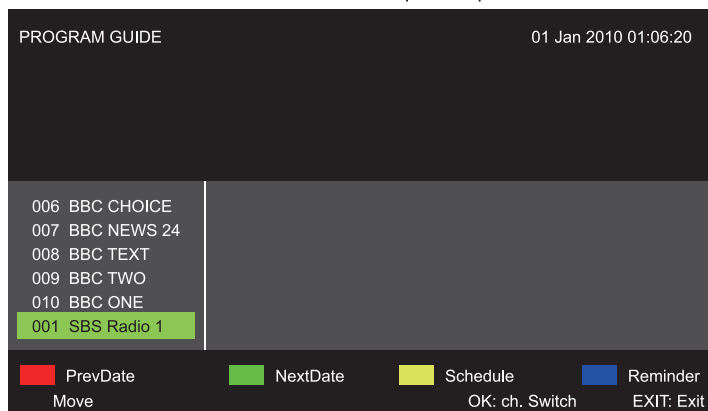 PROGRAM GUIDE 01 Jan 2010 01:06:20
006 BBC CHOICE
007 BBC NEWS 24
008 BBC TEXT
009 BBC TWO
010 BBC ONE
001 SBS Radio 1
PrevDate NextDate Schedule Reminder
Move OK: ch. Switch EXIT: Exit